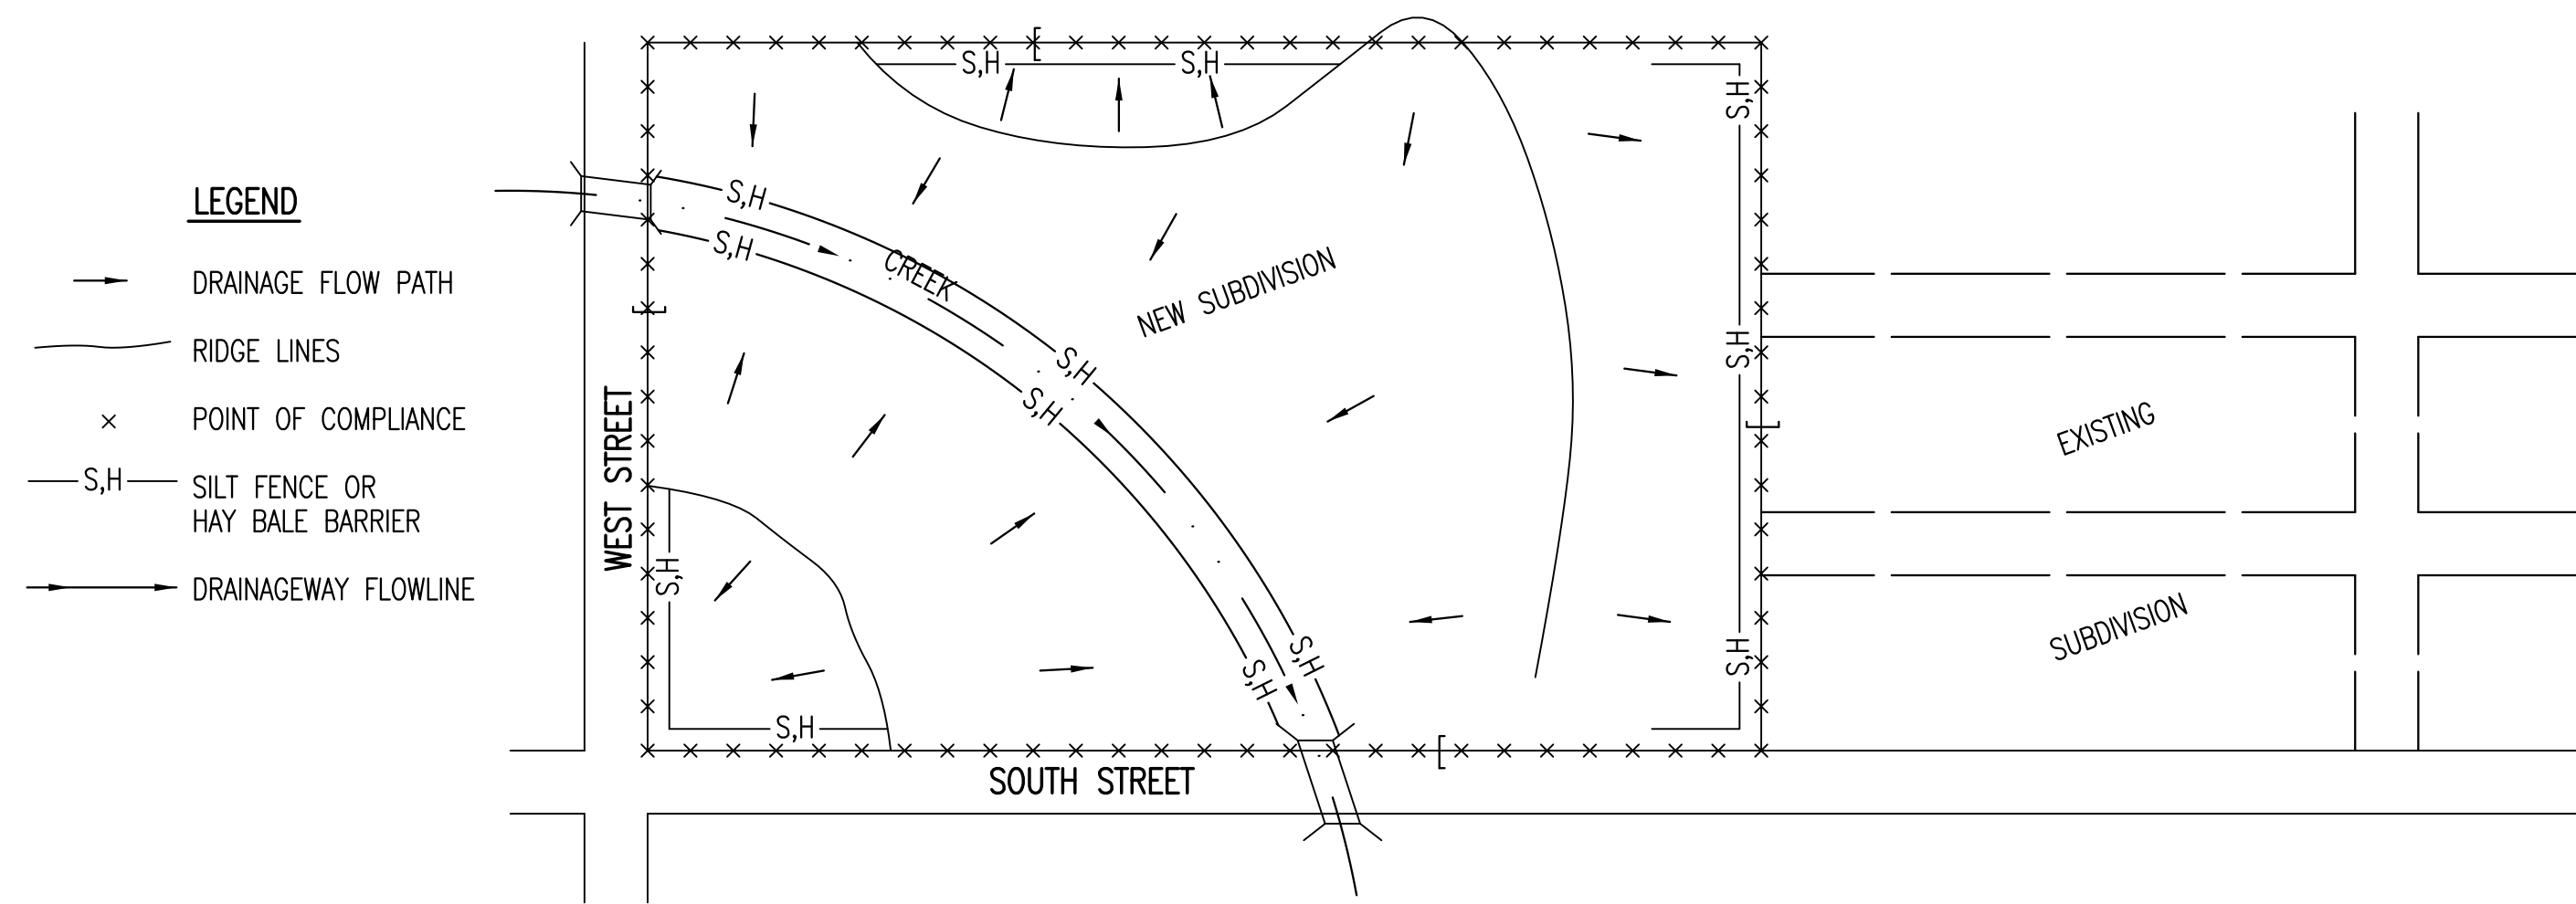 LEGEND
DRAINAGE FLOW PATH
RIDGE LINES
POINT OF COMPLIANCE
S,H
SILT FENCE OR
HAY BALE BARRIER
DRAINAGEWAY FLOWLINE
S,H
S,H
S,H
S,H
S,H
CREEK
NEW SUBDIVISION
S,H
S,H
S,H
WEST STREET
EXISTING
S,H
S,H
S,H
S,H
SUBDIVISION
S,H
SOUTH STREET